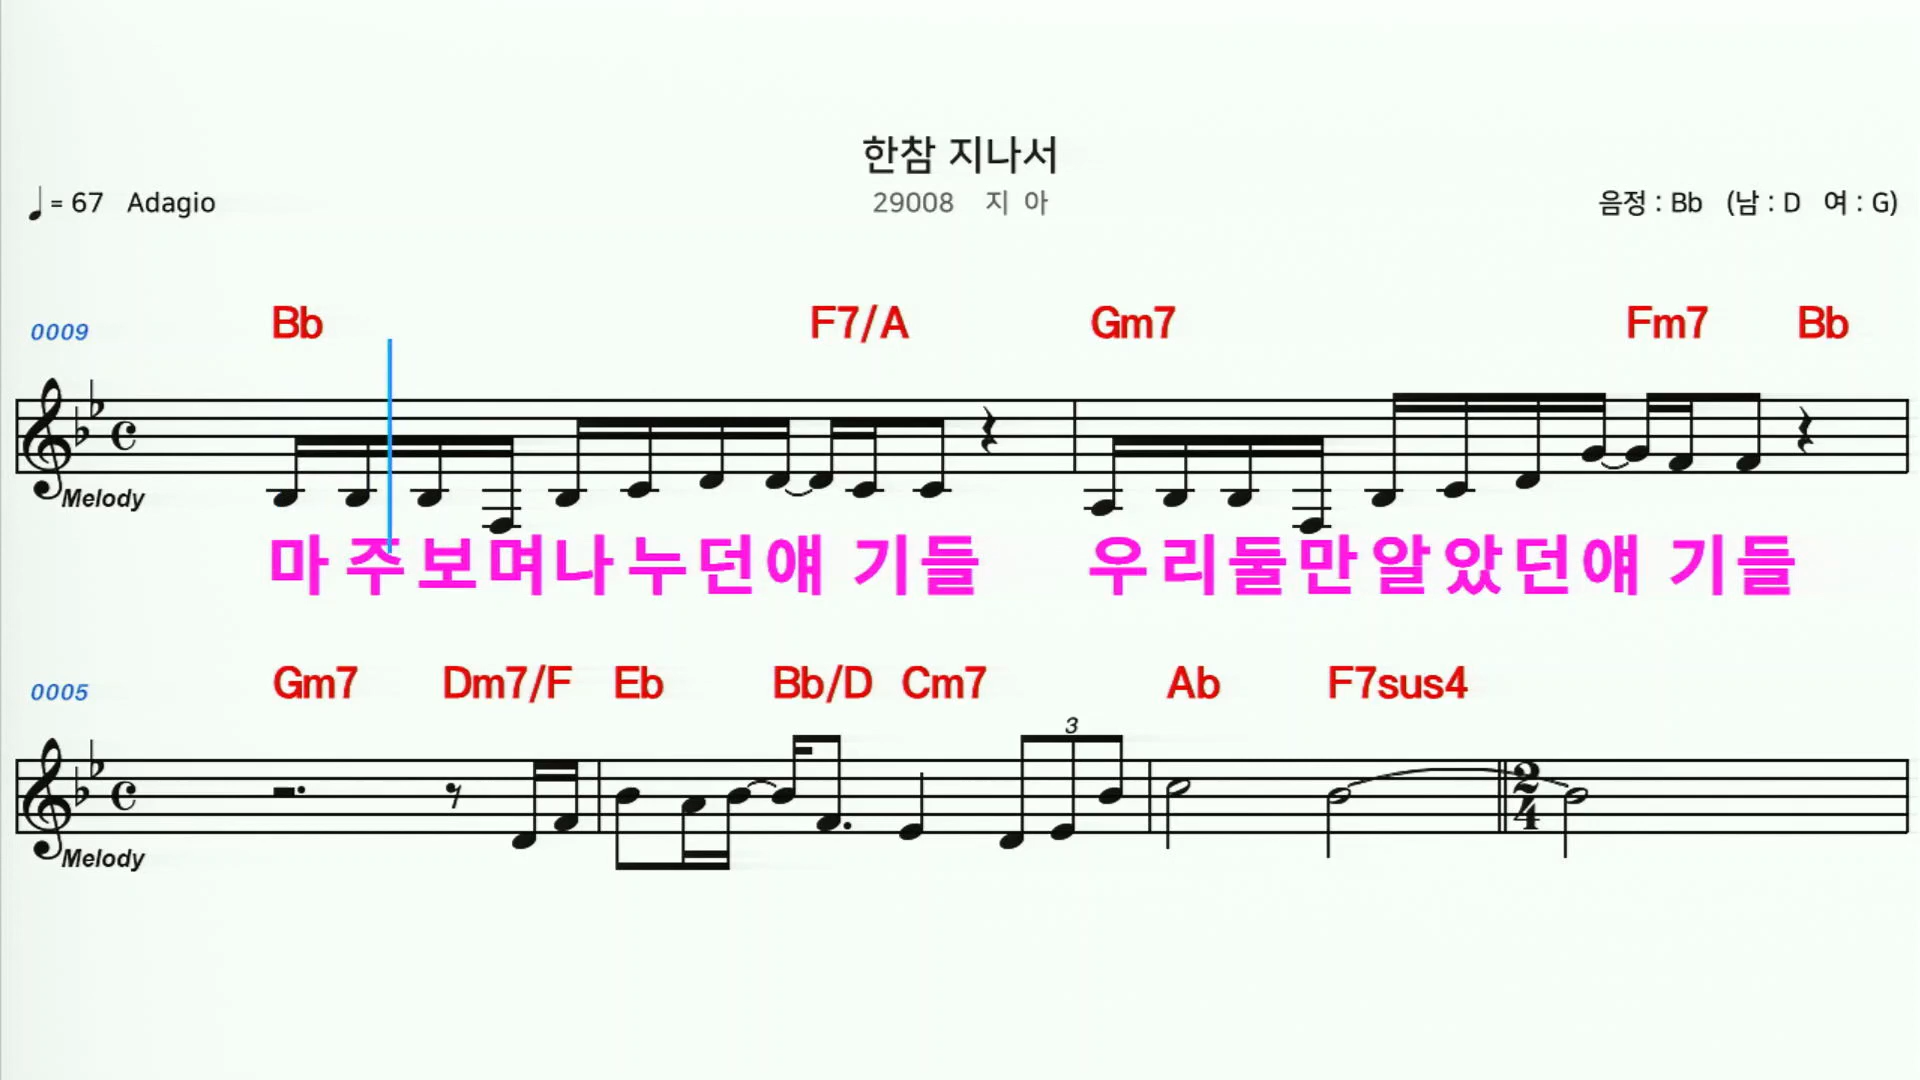 한참 지나서
♩= 67 Adagio 29008 지 아 음정 : Bb (남 : D 여 : G)
0009 Bb F7/A Gm7 Fm7 Bb
Melody
마주보며나누던얘 기들 우리둘만알았던얘 기들
0005 Gm7 Dm7/F Eb Bb/D Cm7 Ab F7sus4
3
2
4
Melody